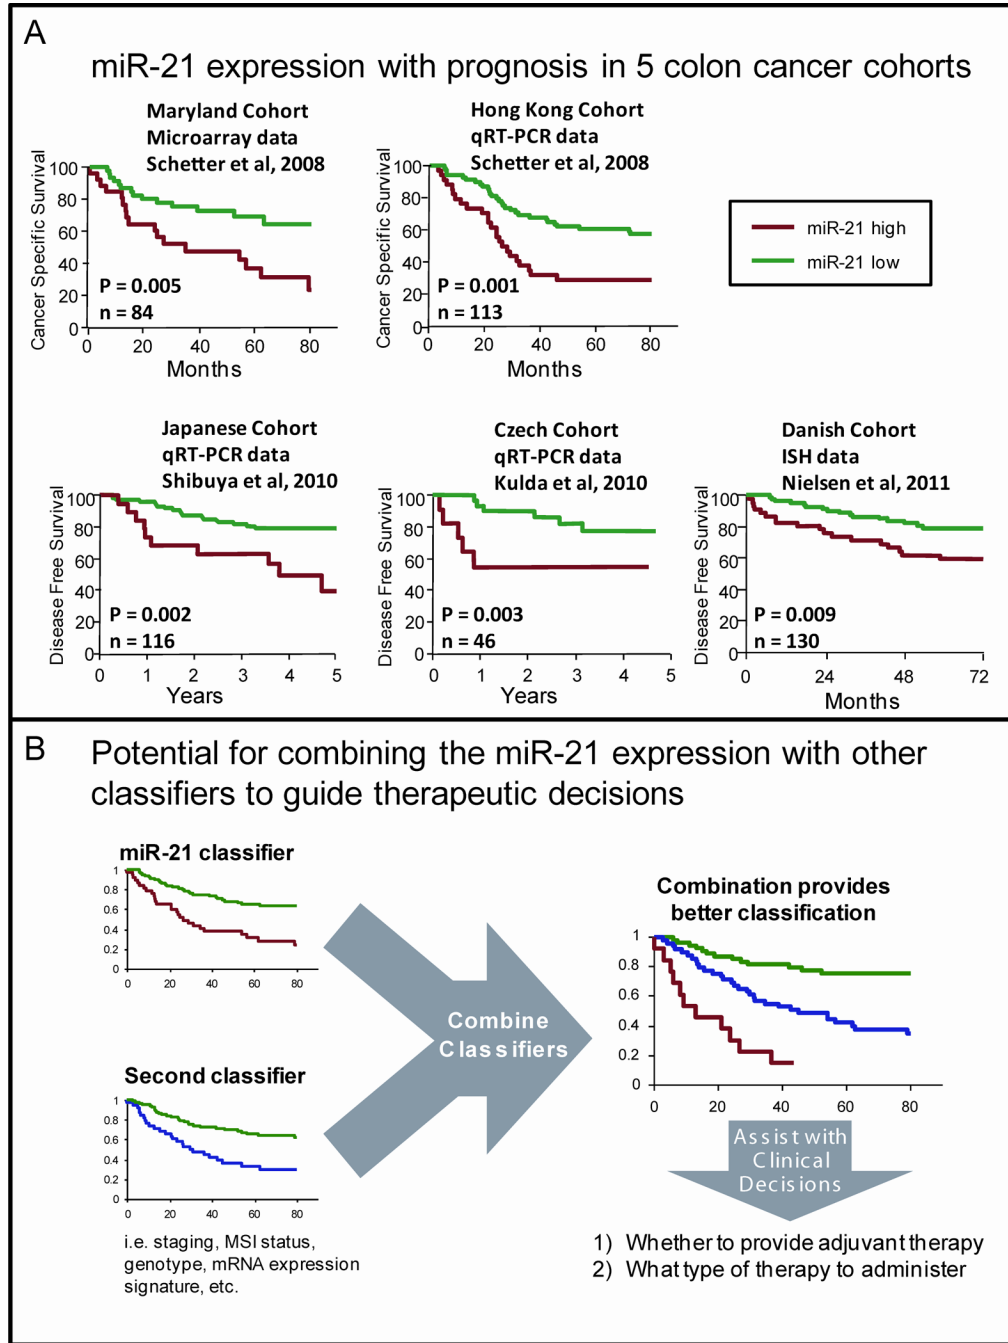 A
miR-21 expression with prognosis in 5 colon cancer cohorts
Maryland Cohort
Microarray data
Schetter et al, 2008
Cancer Specific Survival
100
80
60
40
20
0
P = 0.005
n = 84
0 20 40 60 80
Months
Hong Kong Cohort
qRT-PCR data
Schetter et al, 2008
Cancer Specific Survival
100
80
60
40
20
0
P = 0.001
n = 113
0 20 40 60 80
Months
miR-21 high
miR-21 low
Japanese Cohort
qRT-PCR data
Shibuya et al, 2010
Disease Free Survival
100
80
60
40
20
0
P = 0.002
n = 116
0 1 2 3 4 5
Years
Czech Cohort
qRT-PCR data
Kulda et al, 2010
Disease Free Survival
100
80
60
40
20
0
P = 0.003
n = 46
0 1 2 3 4 5
Years
Danish Cohort
ISH data
Nielsen et al, 2011
Disease Free Survival
100
80
60
40
20
0
P = 0.009
n = 130
0 24 48 72
Months
B
Potential for combining the miR-21 expression with other
classifiers to guide therapeutic decisions
miR-21 classifier
1
0.8
0.6
0.4
0.2
0
0 20 40 60 80
Second classifier
1
0.8
0.6
0.4
0.2
0
0 20 40 60 80
i.e. staging, MSI status,
genotype, mRNA expression
signature, etc.
Combine
Classifiers
Combination provides
better classification
1
0.8
0.6
0.4
0.2
0
0 20 40 60 80
Assist with
Clinical
Decisions
1) Whether to provide adjuvant therapy
2) What type of therapy to administer